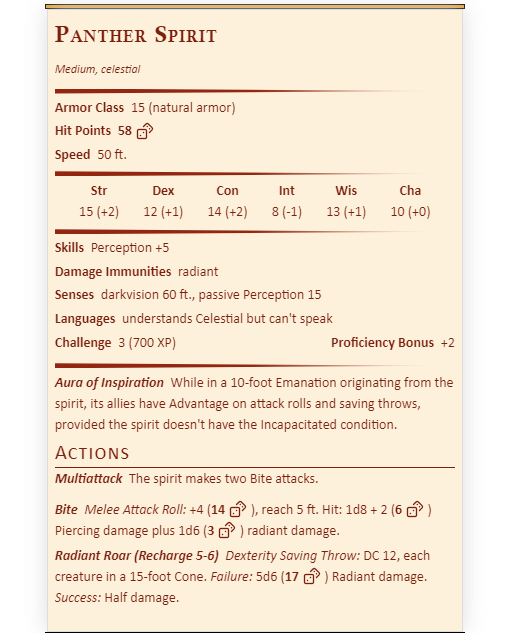 Panther Spirit
Medium, celestial
Armor Class 15 (natural armor)
Hit Points 58
Speed 50 ft.
Str Dex Con Int Wis Cha
15 (+2) 12 (+1) 14 (+2) 8 (-1) 13 (+1) 10 (+0)
Skills Perception +5
Damage Immunities radiant
Senses darkvision 60 ft., passive Perception 15
Languages understands Celestial but can't speak
Challenge 3 (700 XP) Proficiency Bonus +2
Aura of Inspiration While in a 10-foot Emanation originating from the
spirit, its allies have Advantage on attack rolls and saving throws,
provided the spirit doesn't have the Incapacitated condition.
Actions
Multiattack The spirit makes two Bite attacks.
Bite Melee Attack Roll: +4 (14 ), reach 5 ft. Hit: 1d8 + 2 (6 )
Piercing damage plus 1d6 (3 ) radiant damage.
Radiant Roar (Recharge 5-6) Dexterity Saving Throw: DC 12, each
creature in a 15-foot Cone. Failure: 5d6 (17 ) Radiant damage.
Success: Half damage.